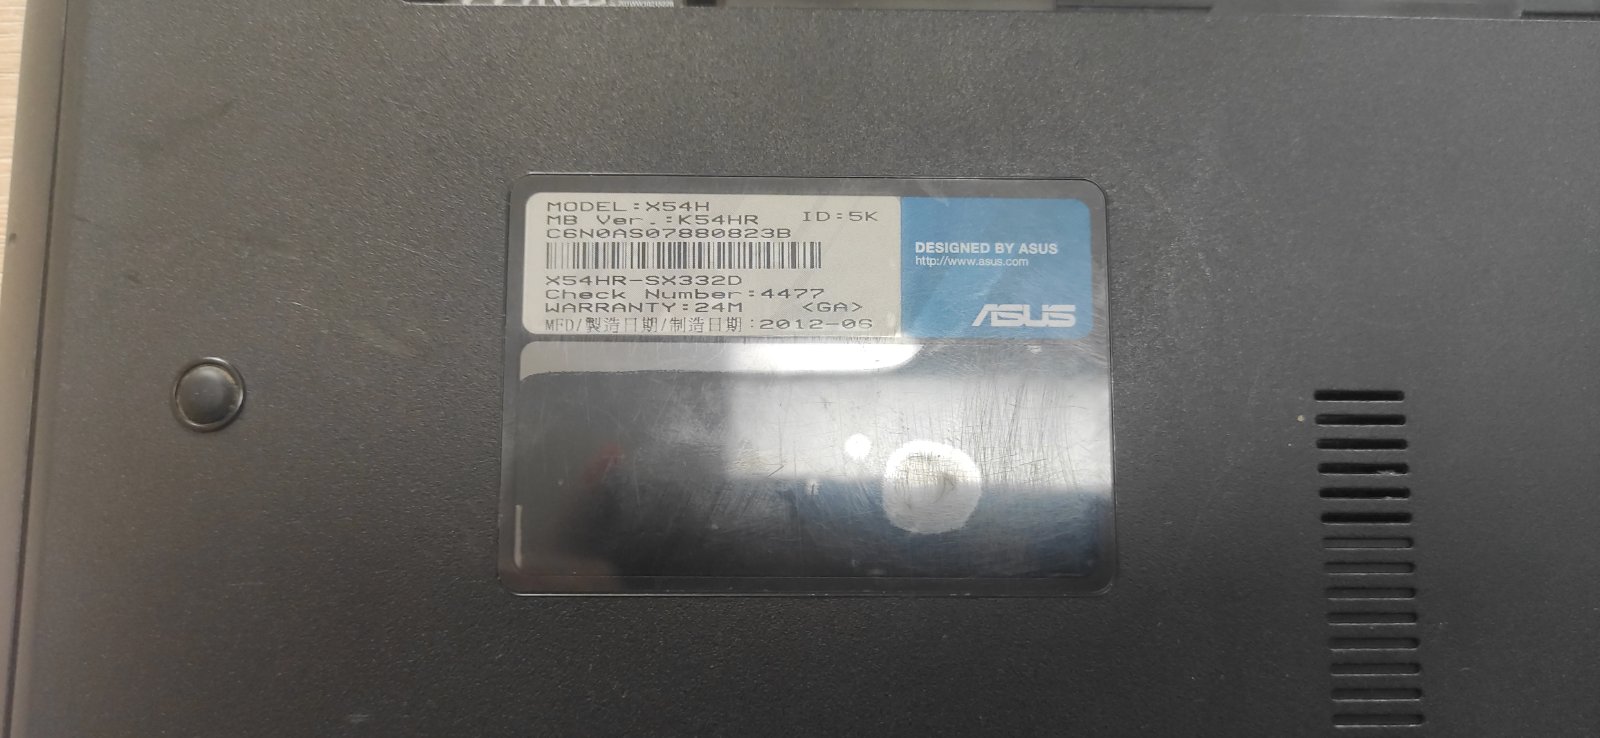 MODEL:X54H
MB Ver.:K54HR ID:5K
C6N0AS07880823B
X54HR-SX332D
Check Number:4477
WARRANTY:24M <GA>
MFD/製造日期/制造日期:2012-06
DESIGNED BY ASUS
http://www.asus.com
ASUS